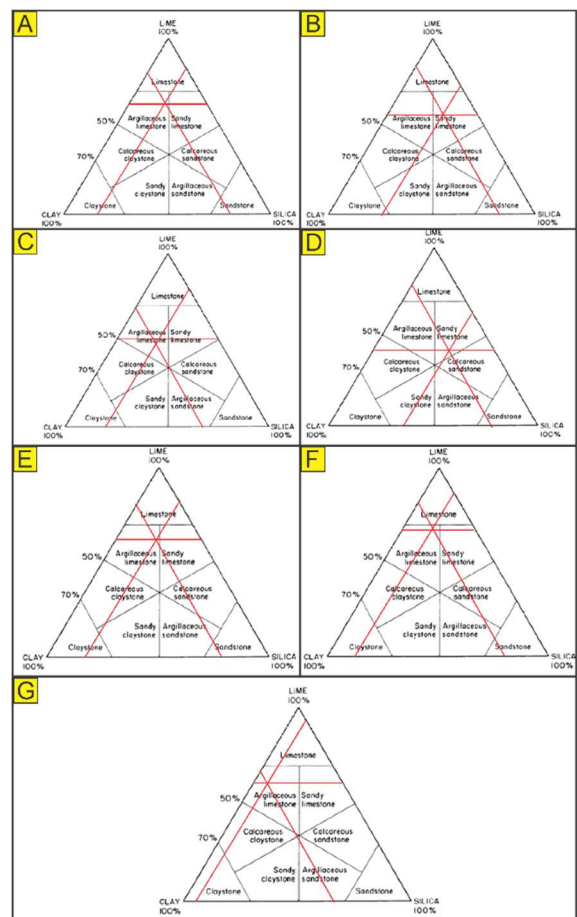 A
LIME
100%
Limestone
50%
Argillaceous
limestone
Sandy
limestone
70%
Calcareous
claystone
Calcareous
sandstone
Sandy
claystone
Argillaceous
sandstone
Claystone
Sandstone
CLAY
100%
SILICA
100%
B
LIME
100%
Limestone
50%
Argillaceous
limestone
Sandy
limestone
70%
Calcareous
claystone
Calcareous
sandstone
Sandy
claystone
Argillaceous
sandstone
Claystone
Sandstone
CLAY
100%
SILICA
100%
C
LIME
100%
Limestone
50%
Argillaceous
limestone
Sandy
limestone
70%
Calcareous
claystone
Calcareous
sandstone
Sandy
claystone
Argillaceous
sandstone
Claystone
Sandstone
CLAY
100%
SILICA
100%
D
LIME
100%
Limestone
50%
Argillaceous
limestone
Sandy
limestone
70%
Calcareous
claystone
Calcareous
sandstone
Sandy
claystone
Argillaceous
sandstone
Claystone
Sandstone
CLAY
100%
SILICA
100%
E
LIME
100%
Limestone
50%
Argillaceous
limestone
Sandy
limestone
70%
Calcareous
claystone
Calcareous
sandstone
Sandy
claystone
Argillaceous
sandstone
Claystone
Sandstone
CLAY
100%
SILICA
100%
F
LIME
100%
Limestone
50%
Argillaceous
limestone
Sandy
limestone
70%
Calcareous
claystone
Calcareous
sandstone
Sandy
claystone
Argillaceous
sandstone
Claystone
Sandstone
CLAY
100%
SILICA
100%
G
LIME
100%
Limestone
50%
Argillaceous
limestone
Sandy
limestone
70%
Calcareous
claystone
Calcareous
sandstone
Sandy
claystone
Argillaceous
sandstone
Claystone
Sandstone
CLAY
100%
SILICA
100%